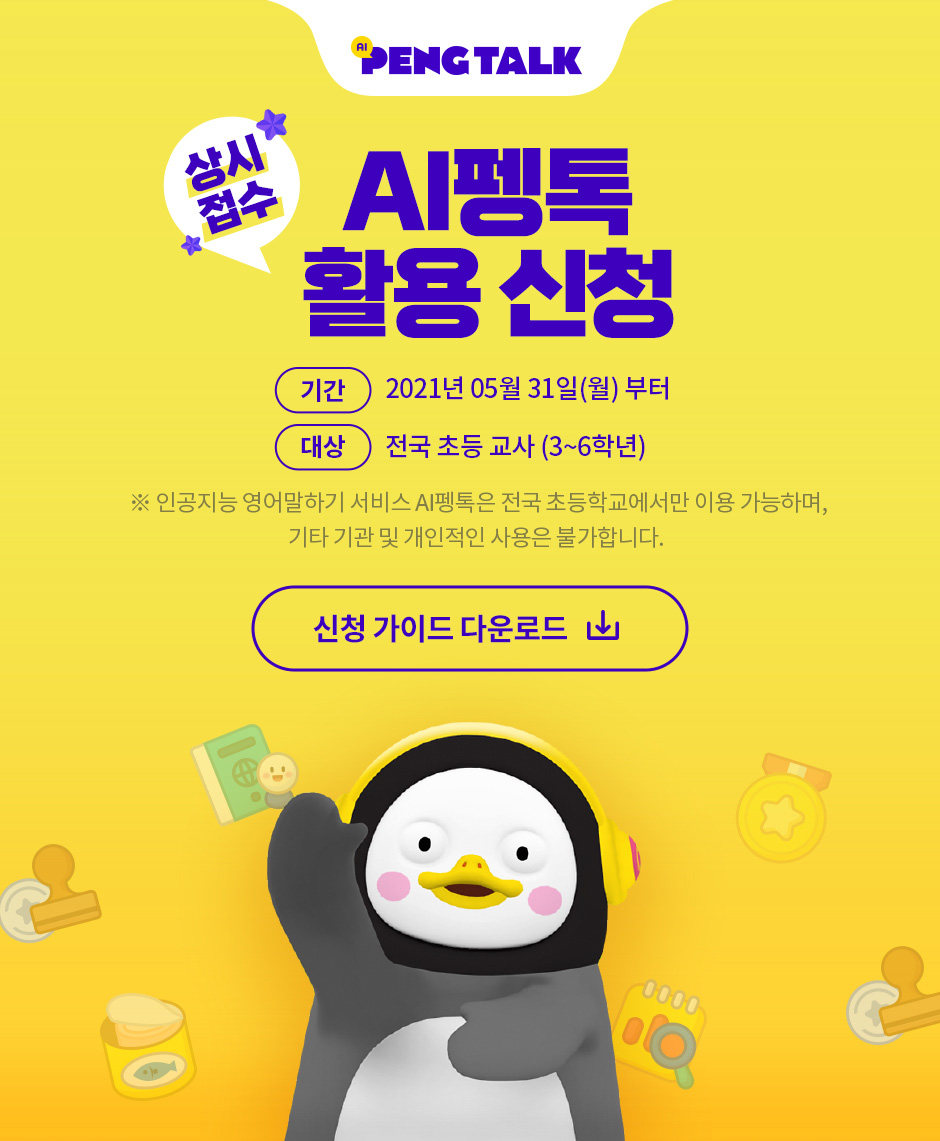 AI PENG TALK
상시
접수
AI펭톡
활용 신청
기간 2021년 05월 31일(월) 부터
대상 전국 초등 교사 (3~6학년)
※ 인공지능 영어말하기 서비스 AI펭톡은 전국 초등학교에서만 이용 가능하며,
기타 기관 및 개인적인 사용은 불가합니다.
신청 가이드 다운로드